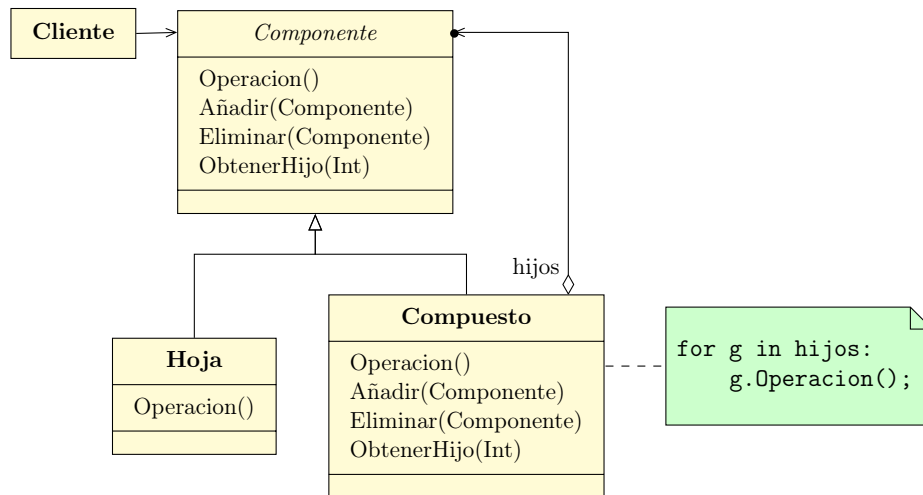 Cliente
Componente
Operacion()
Añadir(Componente)
Eliminar(Componente)
ObtenerHijo(Int)
hijos
Compuesto
Operacion()
Añadir(Componente)
Eliminar(Componente)
ObtenerHijo(Int)
Hoja
Operacion()
for g in hijos:
g.Operacion();